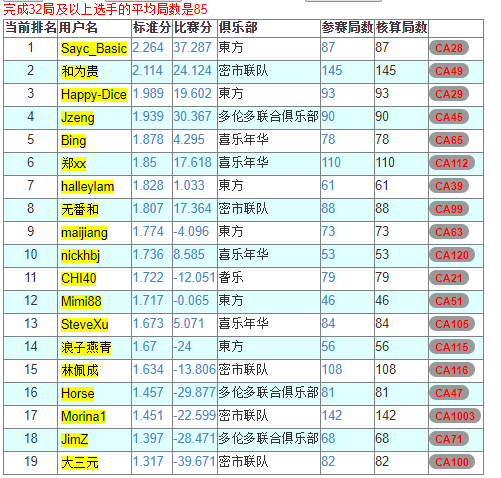 完成32局及以上选手的平均局数是85
当前排名 用户名 标准分 比赛分 俱乐部 参赛局数 核算局数
1 Sayc_Basic 2.264 37.287 東方 87 87 CA28
2 和为贵 2.114 24.124 密市联队 145 145 CA49
3 Happy-Dice 1.989 19.602 東方 93 93 CA29
4 Jzeng 1.939 30.367 多伦多联合俱乐部 90 90 CA45
5 Bing 1.878 4.295 喜乐年华 78 78 CA65
6 郑xx 1.85 17.618 喜乐年华 110 110 CA112
7 halleylam 1.828 1.033 東方 61 61 CA39
8 无番和 1.807 17.364 密市联队 88 88 CA99
9 maijiang 1.774 -4.096 東方 73 73 CA63
10 nickhbj 1.736 8.585 喜乐年华 53 53 CA120
11 CHI40 1.722 -12.051 耆乐 79 79 CA21
12 Mimi88 1.717 -0.065 東方 46 46 CA51
13 SteveXu 1.673 5.071 喜乐年华 84 84 CA105
14 浪子燕青 1.67 -24 東方 56 56 CA115
15 林佩成 1.634 -13.806 密市联队 108 108 CA116
16 Horse 1.457 -29.877 多伦多联合俱乐部 81 81 CA47
17 Morina1 1.451 -22.599 密市联队 142 142 CA1003
18 JimZ 1.397 -28.471 多伦多联合俱乐部 68 68 CA71
19 大三元 1.317 -39.671 密市联队 82 82 CA100